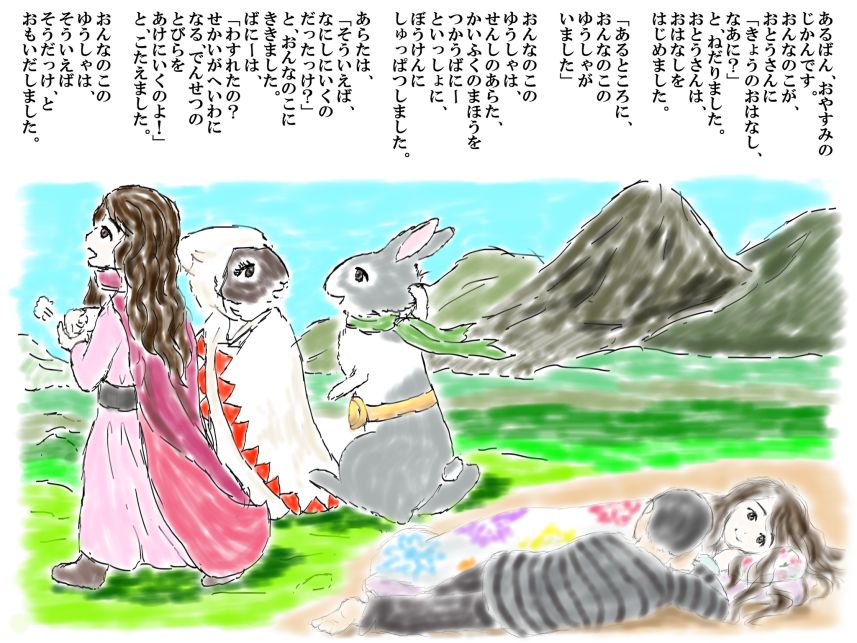 あるばん、おやすみの
じかんです。
おんなのこが、
おとうさんに
「きょうのおはなし、
なあに？」
と、ねだりました。
おとうさんは、
おはなしを
はじめました。
「あるところに、
おんなのこの
ゆうしゃが
いました」
おんなのこの
ゆうしゃは、
せんしのあらた、
かいふくのまほうを
つかうばにー
といっしょに、
ぼうけんに
しゅっぱつしました。
あらたは、
「そういえば、
なにしにいくの
だったっけ？」
と、おんなのこに
ききました。
ばにーは、
「わすれたの？
せかいがへいわに
なる、でんせつの
とびらを
あけにいくのよ！」
と、こたえました。
おんなのこの
ゆうしゃは、
そういえば
そうだっけ、と
おもいだしました。